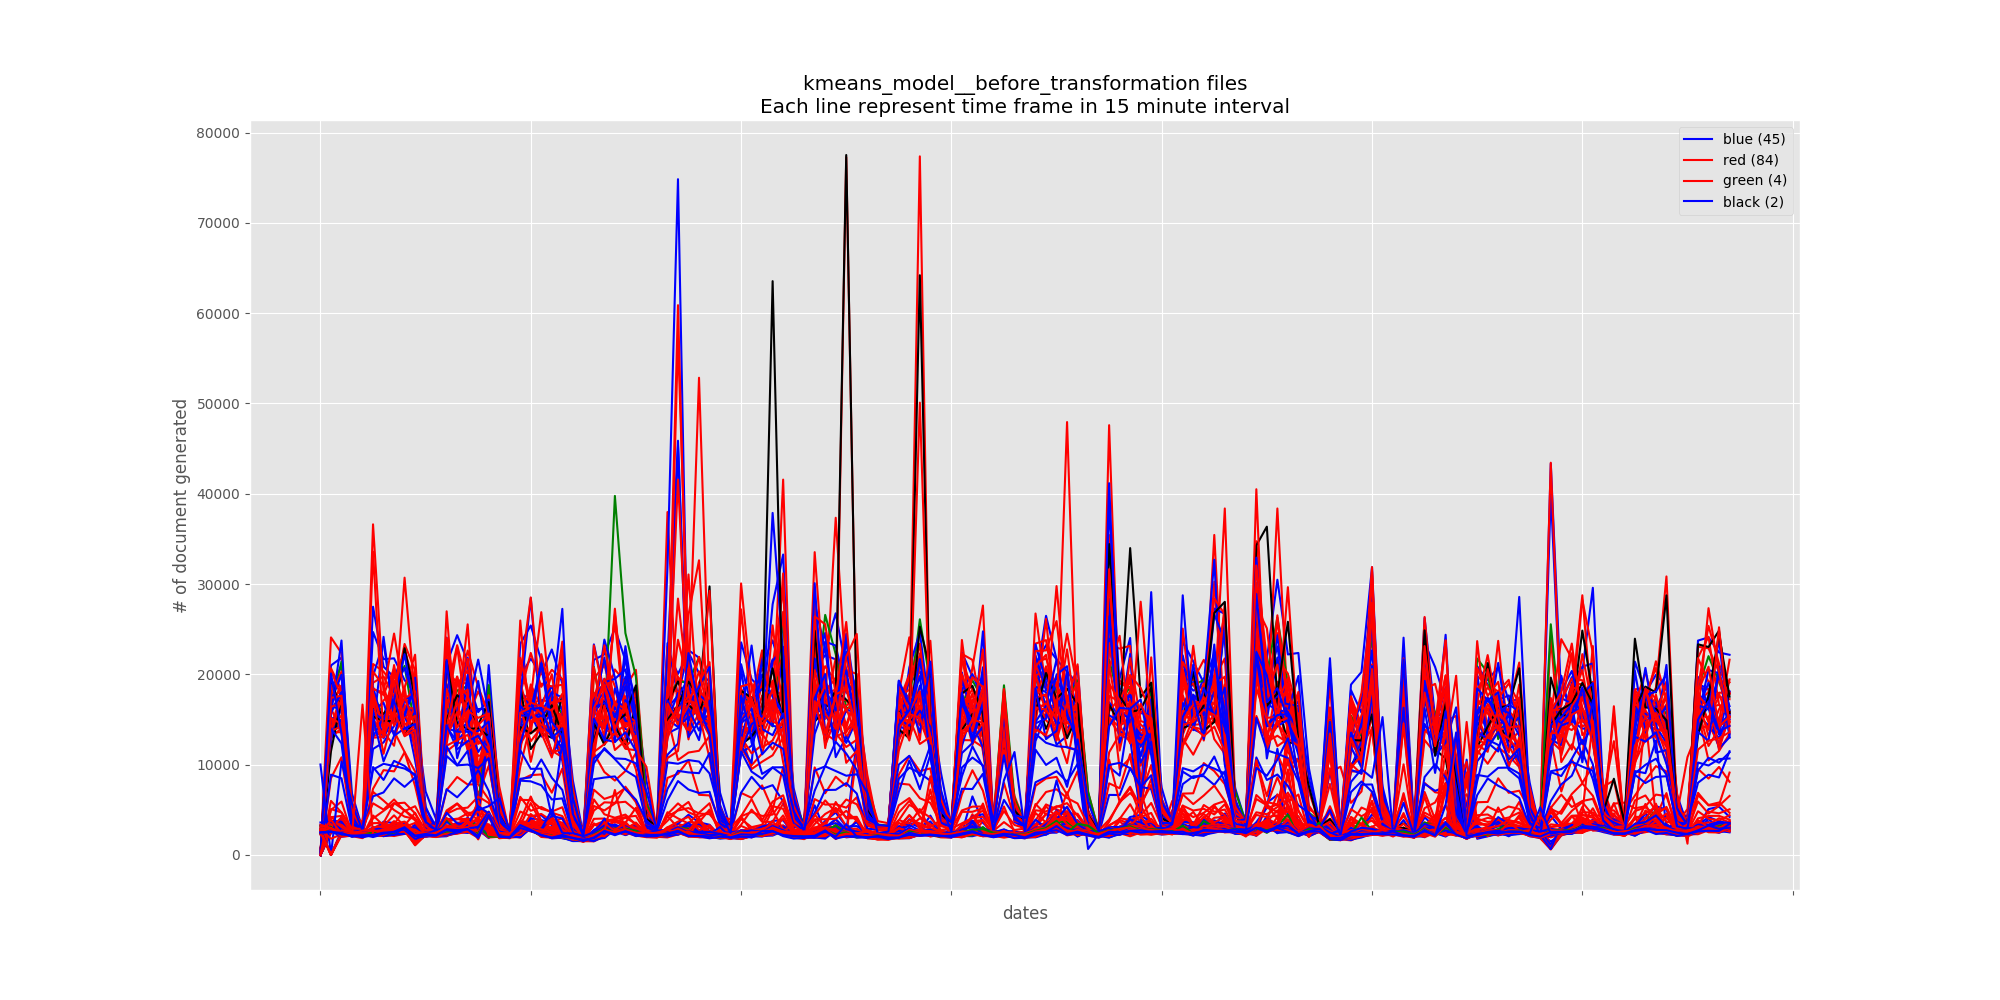 kmeans_model__before_transformation files
Each line represent time frame in 15 minute interval
80000
70000
60000
50000
40000
30000
20000
10000
0
# of document generated
dates
blue (45)
red (84)
green (4)
black (2)